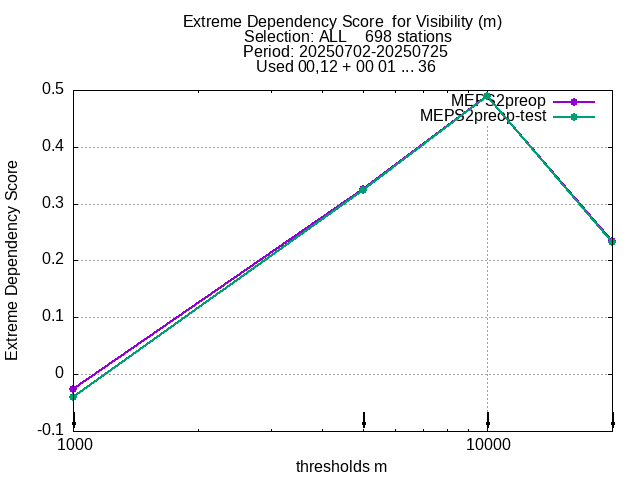 Extreme Dependency Score  for Visibility (m)
Selection: ALL    698 stations
Period: 20250702-20250725
Used 00,12 + 00 01 ... 36
MEPS2preop
MEPS2preop-test
Extreme Dependency Score
0.5
0.4
0.3
0.2
0.1
0
-0.1
1000
10000
thresholds m